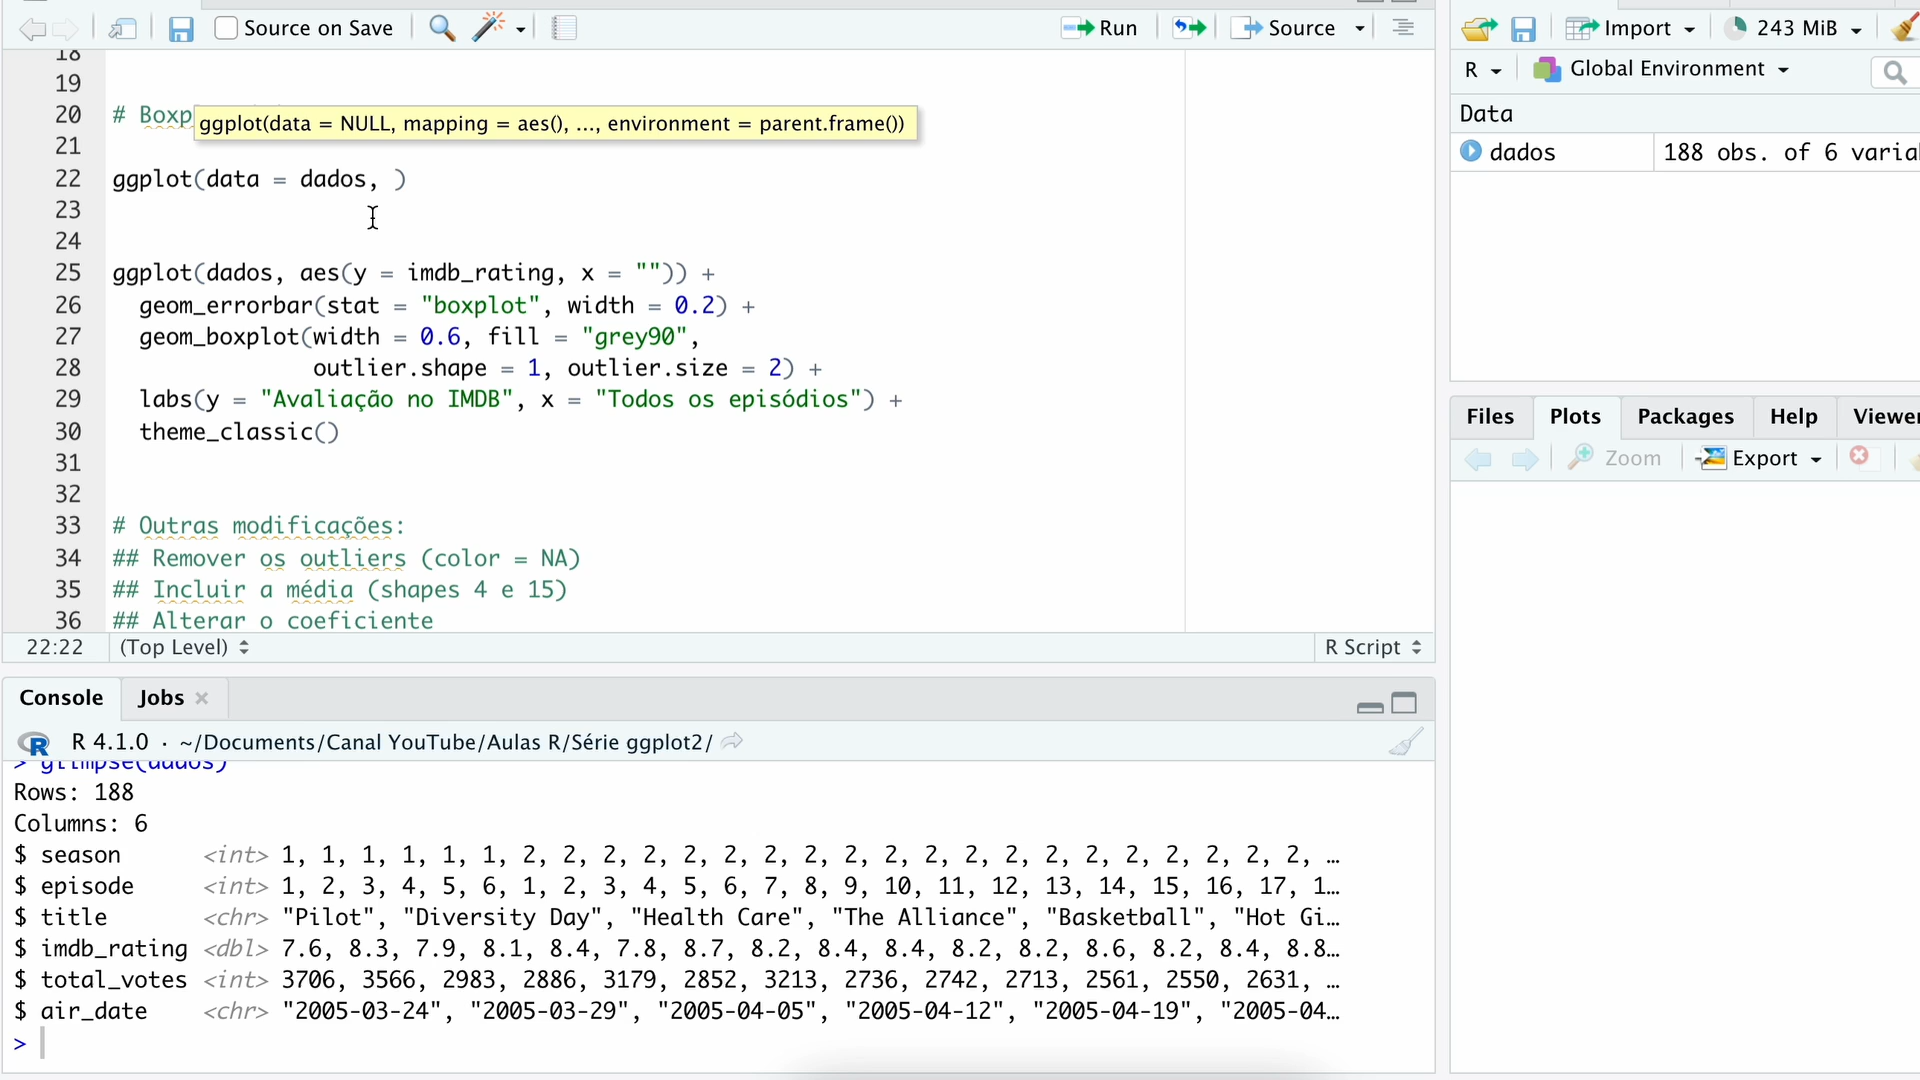 Source on Save
Run
Source
18
19
20 # Boxp
ggplot(data = NULL, mapping = aes(), ..., environment = parent.frame())
21
22 ggplot(data = dados, )
23
24
25 ggplot(dados, aes(y = imdb_rating, x = "")) +
26 geom_errorbar(stat = "boxplot", width = 0.2) +
27 geom_boxplot(width = 0.6, fill = "grey90",
28 outlier.shape = 1, outlier.size = 2) +
29 labs(y = "Avaliação no IMDB", x = "Todos os episódios") +
30 theme_classic()
31
32
33 # Outras modificações:
34 ## Remover os outliers (color = NA)
35 ## Incluir a média (shapes 4 e 15)
36 ## Alterar o coeficiente
22:22 (Top Level) R Script
Console Jobs
R 4.1.0 · ~/Documents/Canal YouTube/Aulas R/Série ggplot2/
> glimpse(dados)
Rows: 188
Columns: 6
$ season <int> 1, 1, 1, 1, 1, 1, 2, 2, 2, 2, 2, 2, 2, 2, 2, 2, 2, 2, 2, 2, 2, 2, 2, 2, 2, 2, …
$ episode <int> 1, 2, 3, 4, 5, 6, 1, 2, 3, 4, 5, 6, 7, 8, 9, 10, 11, 12, 13, 14, 15, 16, 17, 1…
$ title <chr> "Pilot", "Diversity Day", "Health Care", "The Alliance", "Basketball", "Hot Gi…
$ imdb_rating <dbl> 7.6, 8.3, 7.9, 8.1, 8.4, 7.8, 8.7, 8.2, 8.4, 8.4, 8.2, 8.2, 8.6, 8.2, 8.4, 8.8…
$ total_votes <int> 3706, 3566, 2983, 2886, 3179, 2852, 3213, 2736, 2742, 2713, 2561, 2550, 2631, …
$ air_date <chr> "2005-03-24", "2005-03-29", "2005-04-05", "2005-04-12", "2005-04-19", "2005-04…
>
Import 243 MiB
R Global Environment
Data
dados 188 obs. of 6 varia
Files Plots Packages Help Viewer
Zoom Export